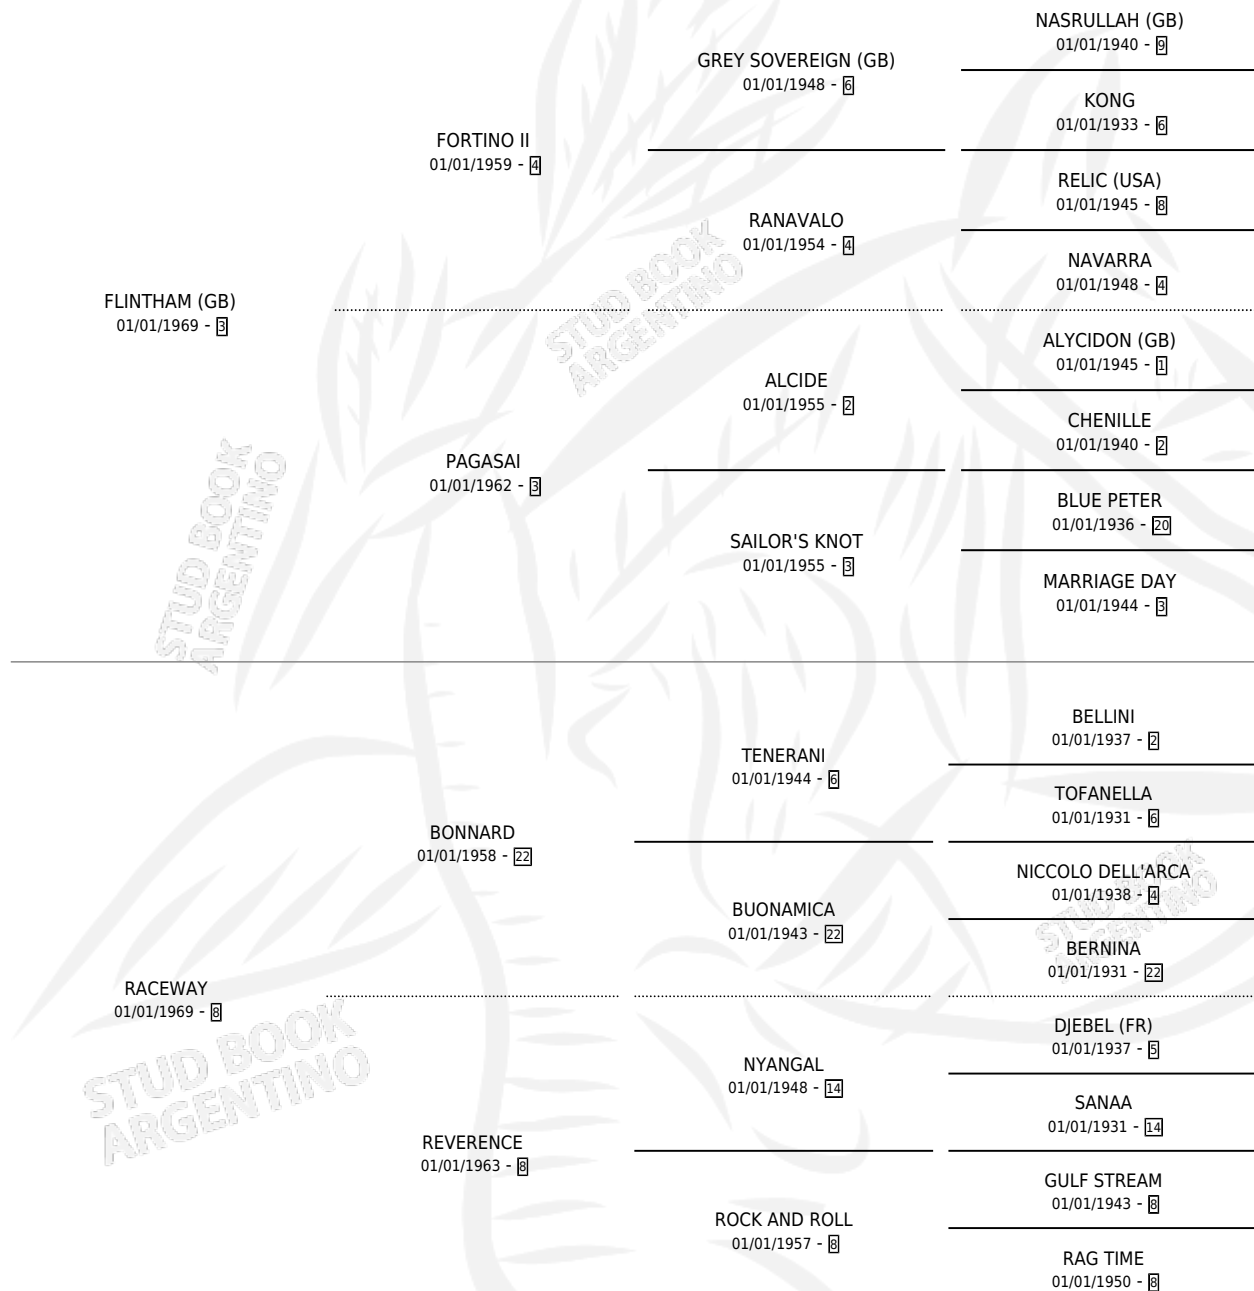 NASRULLAH (GB)
01/01/1940 - 9
GREY SOVEREIGN (GB)
01/01/1948 - 6
KONG
01/01/1933 - 6
FORTINO II
01/01/1959 - 4
RELIC (USA)
01/01/1945 - 8
RANAVALO
01/01/1954 - 4
NAVARRA
01/01/1948 - 4
FLINTHAM (GB)
01/01/1969 - 3
ALYCIDON (GB)
01/01/1945 - 1
ALCIDE
01/01/1955 - 2
CHENILLE
01/01/1940 - 2
PAGASAI
01/01/1962 - 3
BLUE PETER
01/01/1936 - 20
SAILOR'S KNOT
01/01/1955 - 3
MARRIAGE DAY
01/01/1944 - 3
BELLINI
01/01/1937 - 2
TENERANI
01/01/1944 - 6
TOFANELLA
01/01/1931 - 6
BONNARD
01/01/1958 - 22
NICCOLO DELL'ARCA
01/01/1938 - 4
BUONAMICA
01/01/1943 - 22
BERNINA
01/01/1931 - 22
RACEWAY
01/01/1969 - 8
DJEBEL (FR)
01/01/1937 - 5
NYANGAL
01/01/1948 - 14
SANAA
01/01/1931 - 14
REVERENCE
01/01/1963 - 8
GULF STREAM
01/01/1943 - 8
ROCK AND ROLL
01/01/1957 - 8
RAG TIME
01/01/1950 - 8
STUD BOOK
ARGENTINO
STUD BOOK
ARGENTINO
STUD BOOK
ARGENTINO
STUD BOOK
ARGENTINO